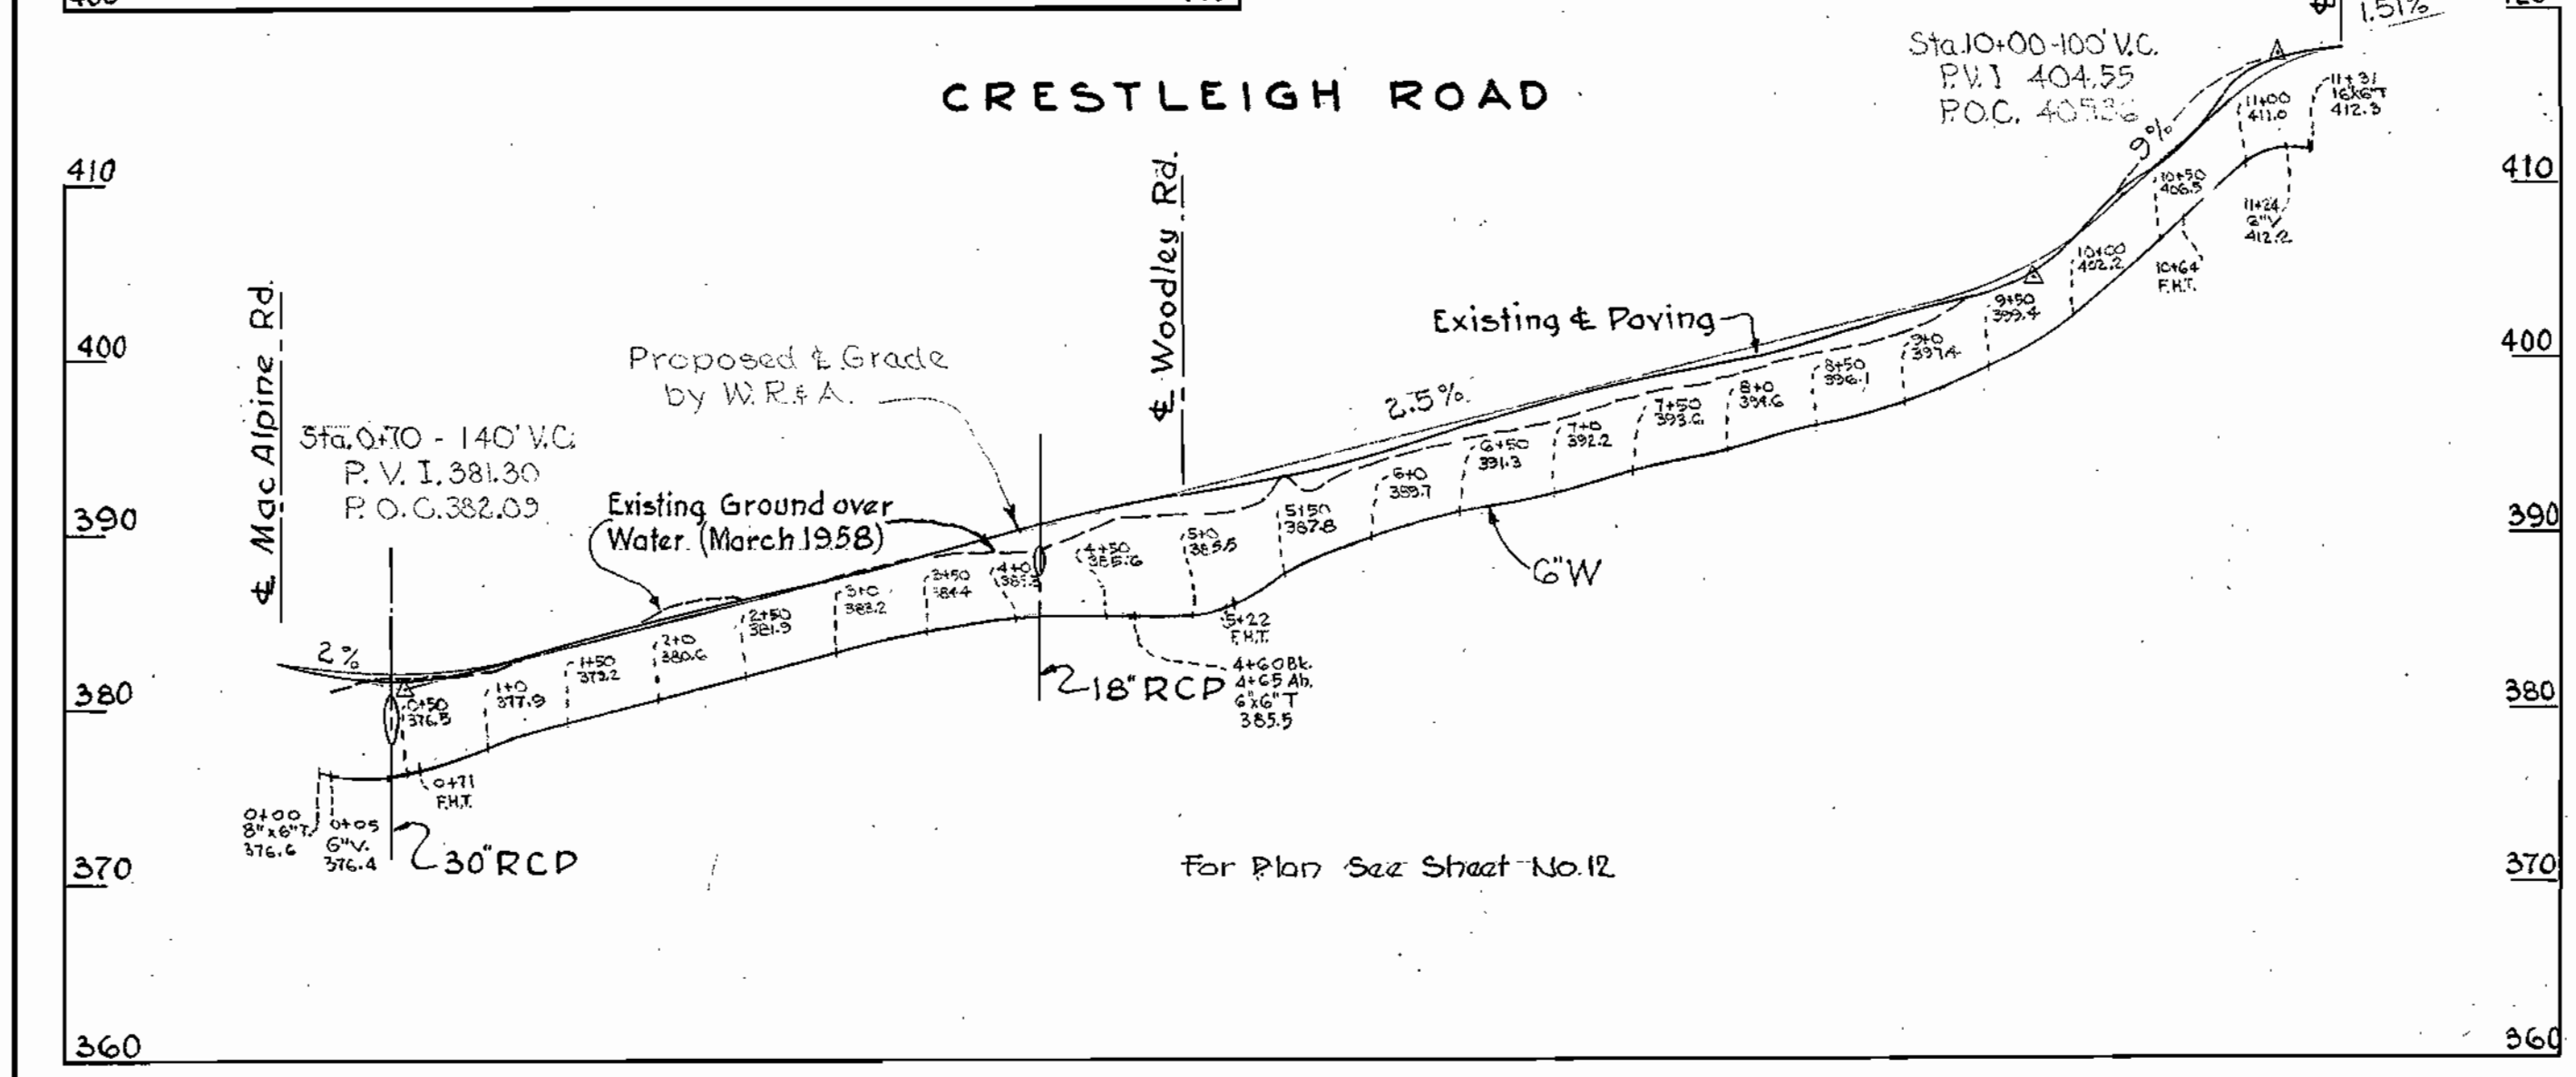 1.51%
Sta.10+00-100' V.C.
P.V.I 404.55
P.O.C.
CRESTLEIGH ROAD
410
400
390
380
370
360
410
400
390
380
370
360
℄ Mac Alpine Rd.
℄ Woodley Rd.
Sta.0+70 - 140' V.C.
P. V. I. 381.30
P. O. C. 382.09
Proposed ℄ Grade
by W. R. & A.
Existing Ground over
Water (March 1958)
Existing ℄ Paving
2%
2.5%
9%
0+00
8"x6"T.
376.6
0+05
6"V.
376.4
0+50
376.5
0+71
F.H.T.
30"RCP
1+0
377.9
1+50
379.2
2+0
380.6
2+50
381.9
3+0
383.2
3+50
384.4
4+0
4+50
385.6
18"RCP
4+60Bk.
4+65 Ah.
6"x6"T
385.5
5+0
385.5
5+22
F.H.T.
5+50
387.8
6+0
389.7
6+50
391.3
6"W
7+0
392.2
7+50
393.6
8+0
394.6
8+50
396.1
9+0
397.4
9+50
399.4
10+00
402.2
10+50
406.5
10+64
F.H.T.
11+00
411.0
11+24
6"V
412.2
11+31
412.3
For Plan See Sheet No.12